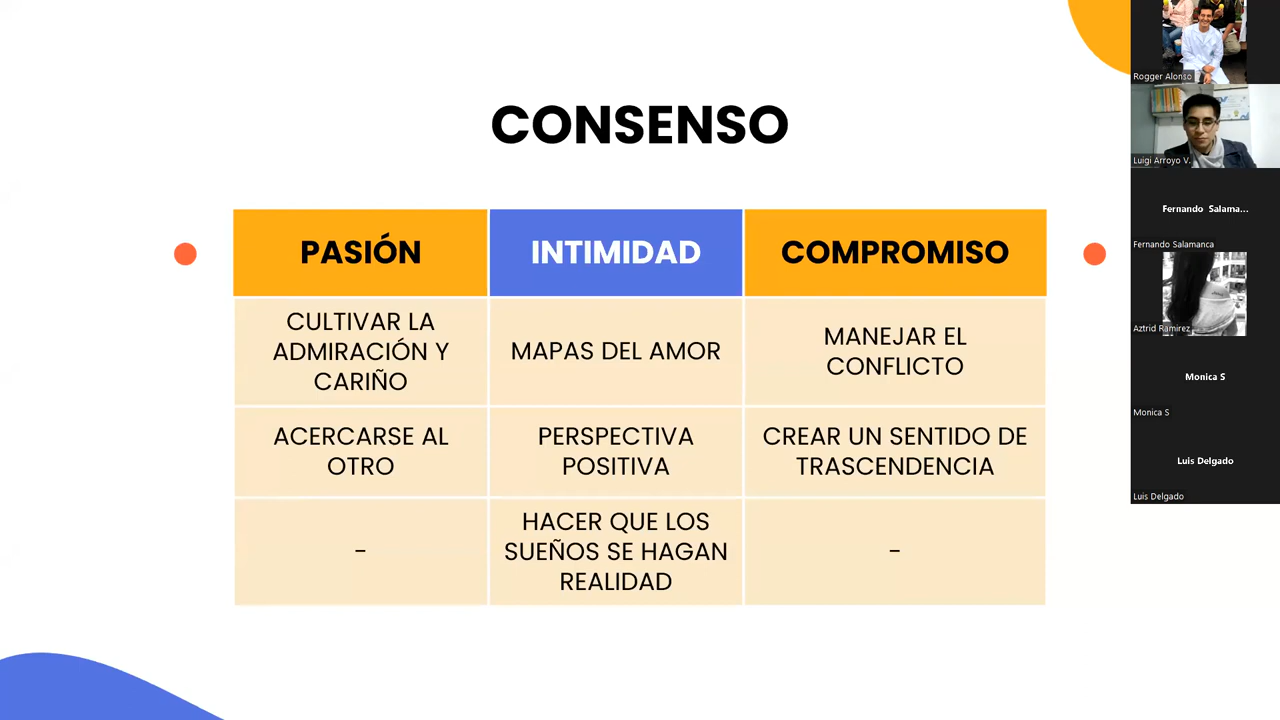 CONSENSO
PASIÓN
INTIMIDAD
COMPROMISO
CULTIVAR LA
ADMIRACIÓN Y
CARIÑO
MAPAS DEL AMOR
MANEJAR EL
CONFLICTO
ACERCARSE AL
OTRO
PERSPECTIVA
POSITIVA
CREAR UN SENTIDO DE
TRASCENDENCIA
-
HACER QUE LOS
SUEÑOS SE HAGAN
REALIDAD
-
Rogger Alonso
Luigi Arroyo V.
Fernando Salama...
Fernando Salamanca
Aztrid Ramirez
Monica S
Monica S
Luis Delgado
Luis Delgado